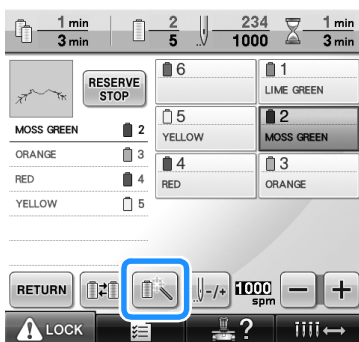 1 min
3 min
2
5
234
1000
1 min
3 min
RESERVE
STOP
MOSS GREEN 2
ORANGE 3
RED 4
YELLOW 5
6
1
LIME GREEN
5
YELLOW
2
MOSS GREEN
4
RED
3
ORANGE
RETURN
-/+
1000
spm
−
+
LOCK
?